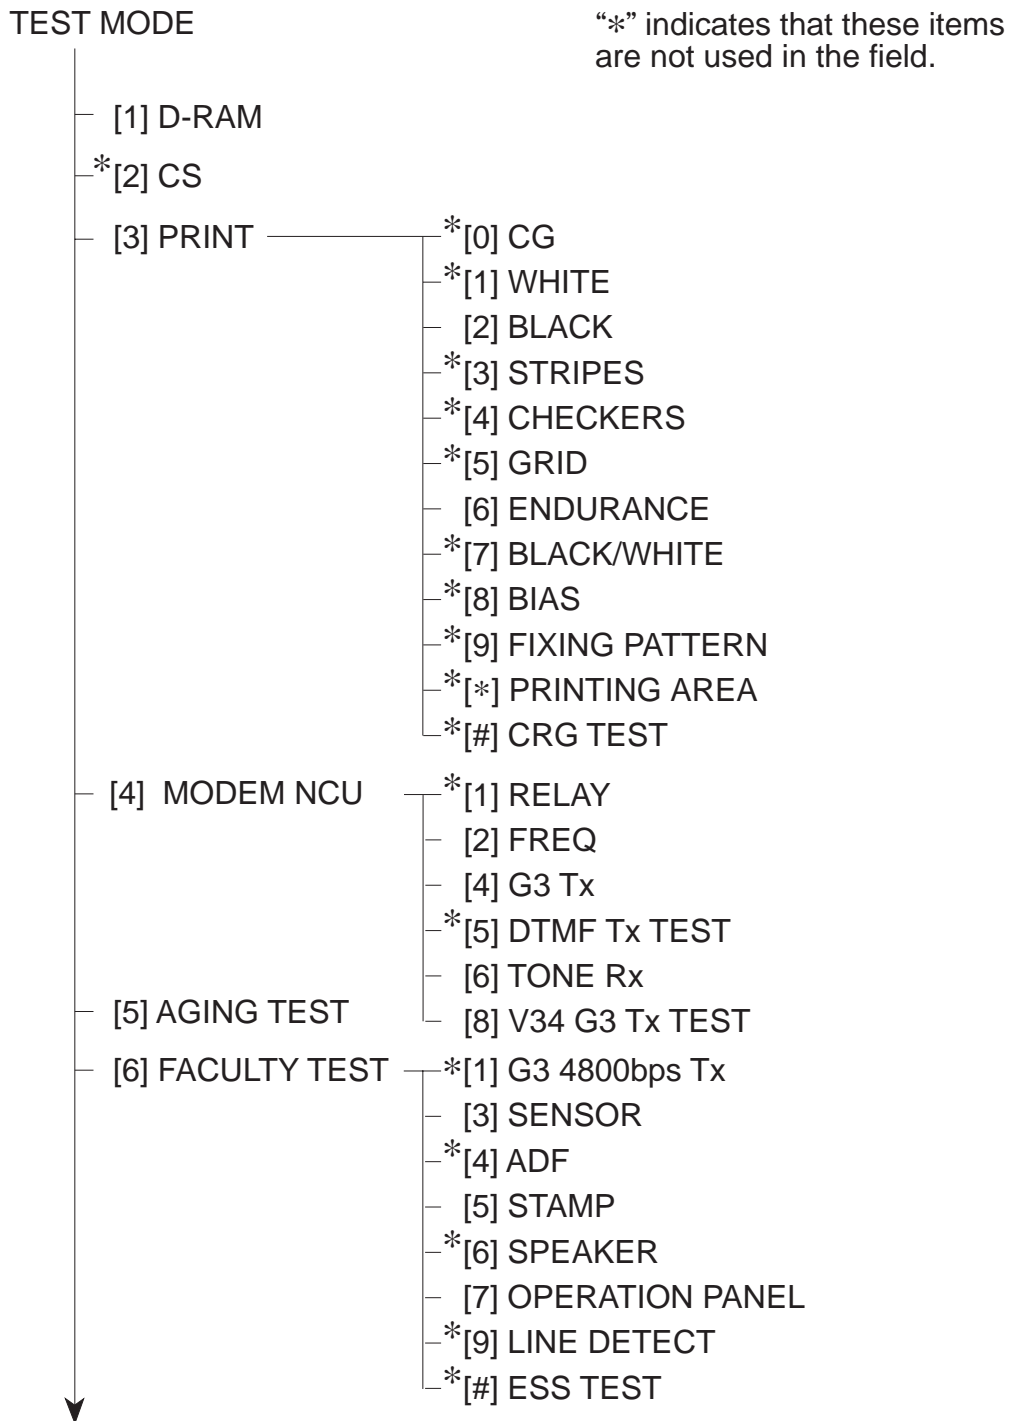 TEST MODE
“*” indicates that these items
are not used in the field.
[1] D-RAM
*[2] CS
[3] PRINT
*[0] CG
*[1] WHITE
[2] BLACK
*[3] STRIPES
*[4] CHECKERS
*[5] GRID
[6] ENDURANCE
*[7] BLACK/WHITE
*[8] BIAS
*[9] FIXING PATTERN
*[*] PRINTING AREA
*[#] CRG TEST
[4] MODEM NCU
*[1] RELAY
[2] FREQ
[4] G3 Tx
*[5] DTMF Tx TEST
[6] TONE Rx
[8] V34 G3 Tx TEST
[5] AGING TEST
[6] FACULTY TEST
*[1] G3 4800bps Tx
[3] SENSOR
*[4] ADF
[5] STAMP
*[6] SPEAKER
[7] OPERATION PANEL
*[9] LINE DETECT
*[#] ESS TEST